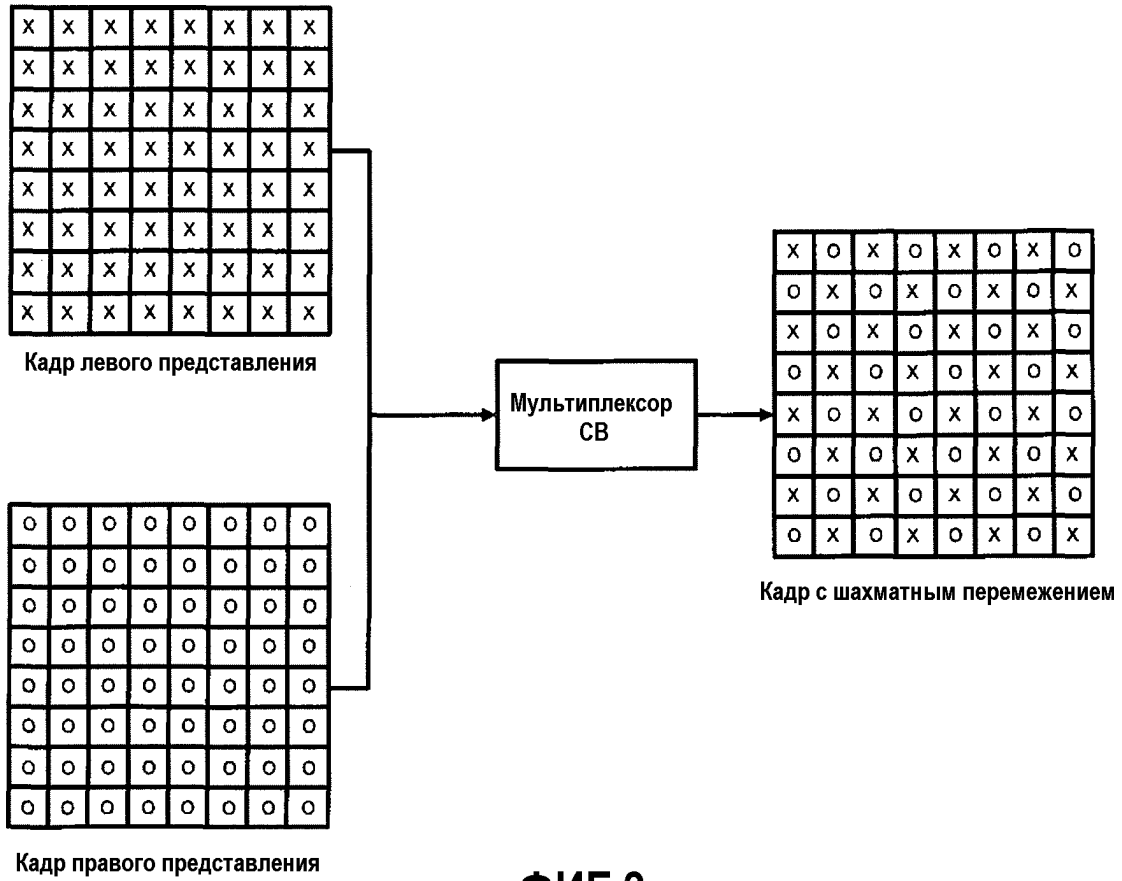 X X X X X X X X
X X X X X X X X
X X X X X X X X
X X X X X X X X
X X X X X X X X
X X X X X X X X
X X X X X X X X
X X X X X X X X
Кадр левого представления
O O O O O O O O
O O O O O O O O
O O O O O O O O
O O O O O O O O
O O O O O O O O
O O O O O O O O
O O O O O O O O
O O O O O O O O
Кадр правого представления
Мультиплексор
СВ
X O X O X O X O
O X O X O X O X
X O X O X O X O
O X O X O X O X
X O X O X O X O
O X O X O X O X
X O X O X O X O
O X O X O X O X
Кадр с шахматным перемежением